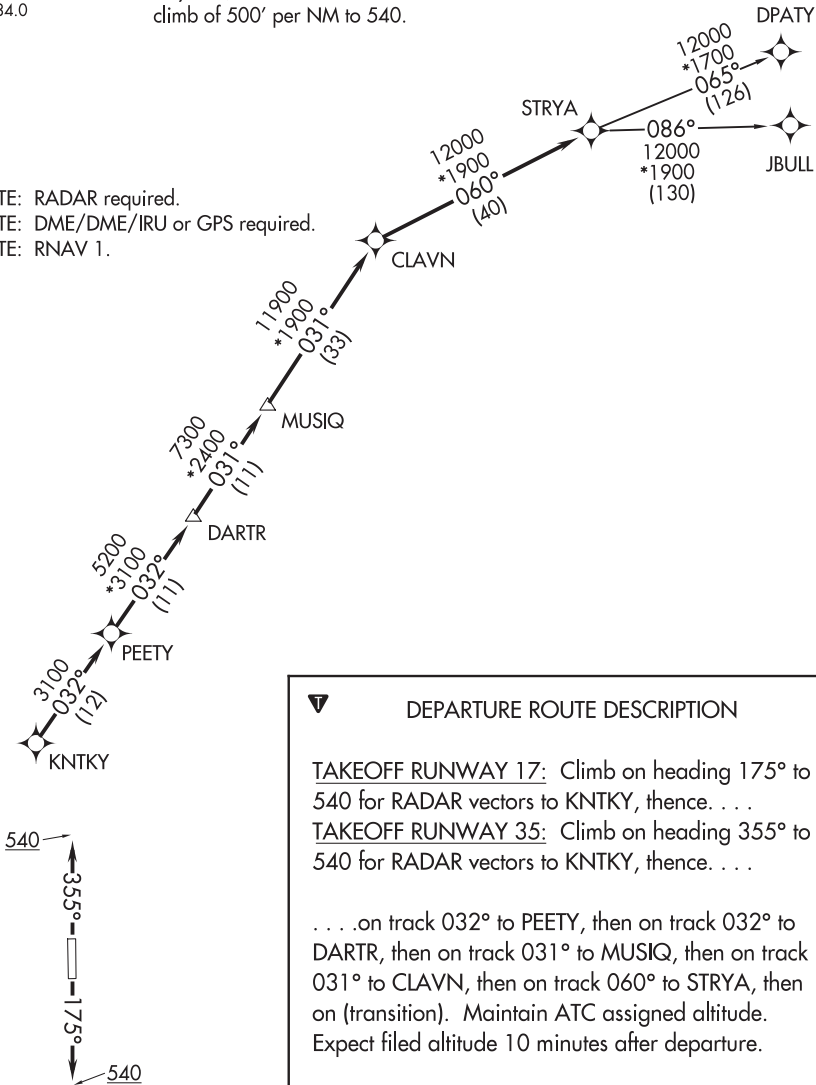 34.0
climb of 500' per NM to 540.
DPATY
12000
*1700
065°
(126)
STRYA
086°
12000
*1900
(130)
JBULL
12000
*1900
060°
(40)
TE: RADAR required.
TE: DME/DME/IRU or GPS required.
TE: RNAV 1.
CLAVN
11900
*1900
031°
(33)
MUSIQ
7300
*2400
031°
(11)
DARTR
5200
*3100
032°
(11)
PEETY
3100
032°
(12)
KNTKY
T
DEPARTURE ROUTE DESCRIPTION
TAKEOFF RUNWAY 17: Climb on heading 175° to
540 for RADAR vectors to KNTKY, thence. . . .
TAKEOFF RUNWAY 35: Climb on heading 355° to
540 for RADAR vectors to KNTKY, thence. . . .
. . . .on track 032° to PEETY, then on track 032° to
DARTR, then on track 031° to MUSIQ, then on track
031° to CLAVN, then on track 060° to STRYA, then
on (transition). Maintain ATC assigned altitude.
Expect filed altitude 10 minutes after departure.
540
355°
175°
540